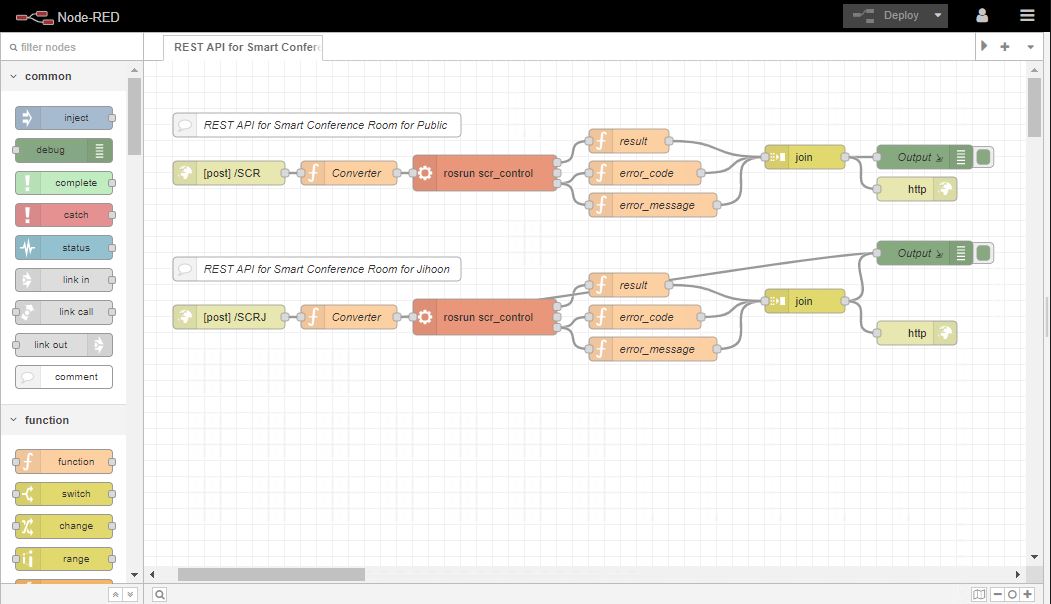 Node-RED
Deploy
filter nodes
REST API for Smart Confere
common
inject
debug
complete
catch
status
link in
link call
link out
comment
function
function
switch
change
range
REST API for Smart Conference Room for Public
[post] /SCR
Converter
rosrun scr_control
result
error_code
error_message
join
Output
http
REST API for Smart Conference Room for Jihoon
[post] /SCRJ
Converter
rosrun scr_control
result
error_code
error_message
join
Output
http